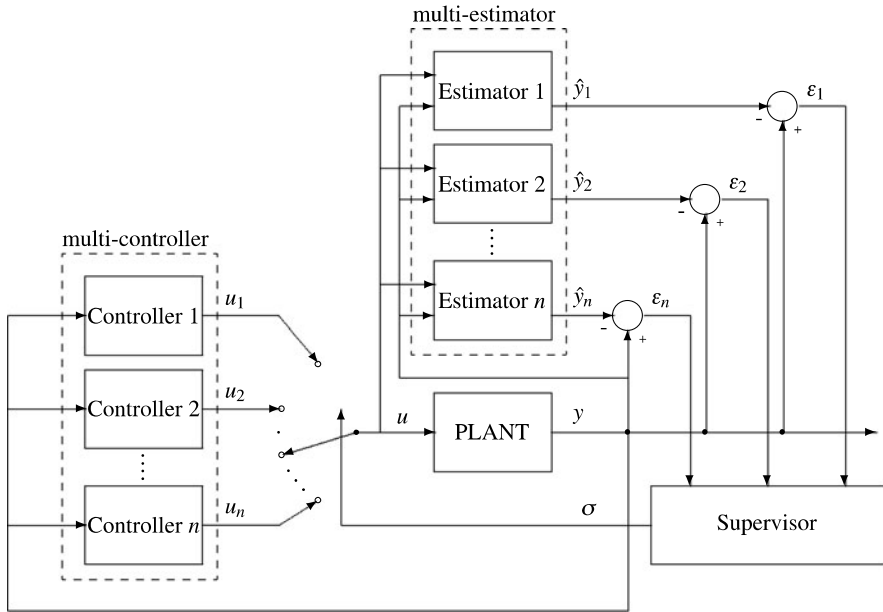 multi-estimator
Estimator 1
ŷ₁
ε₁
-
+
Estimator 2
ŷ₂
ε₂
-
+
multi-controller
Estimator n
ŷₙ
εₙ
-
+
Controller 1
u₁
Controller 2
u₂
u
PLANT
y
Controller n
uₙ
σ
Supervisor